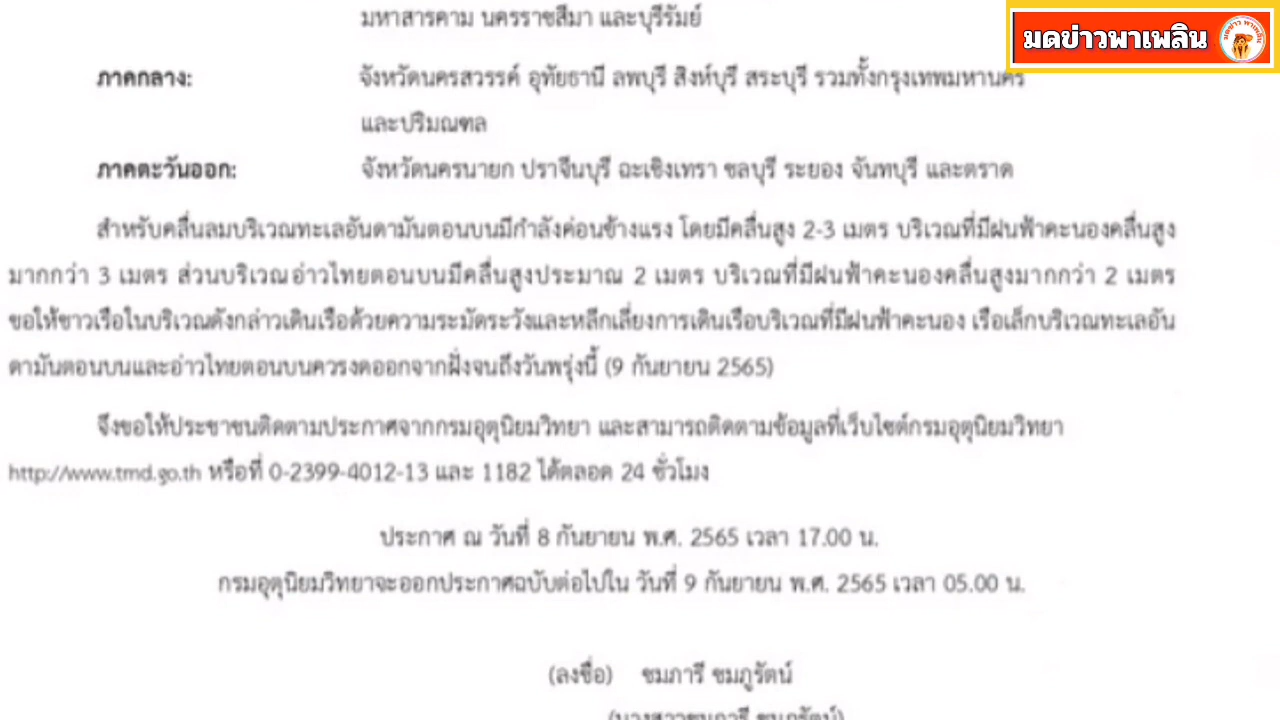 มหาสารคาม นครราชสีมา และบุรีรัมย์
มดข่าวพาเพลิน
ภาคกลาง: จังหวัดนครสวรรค์ อุทัยธานี ลพบุรี สิงห์บุรี สระบุรี รวมทั้งกรุงเทพมหานคร
และปริมณฑล
ภาคตะวันออก: จังหวัดนครนายก ปราจีนบุรี ฉะเชิงเทรา ชลบุรี ระยอง จันทบุรี และตราด
สำหรับคลื่นลมบริเวณทะเลอันดามันตอนบนมีกำลังค่อนข้างแรง โดยมีคลื่นสูง 2-3 เมตร บริเวณที่มีฝนฟ้าคะนองคลื่นสูง
มากกว่า 3 เมตร ส่วนบริเวณอ่าวไทยตอนบนมีคลื่นสูงประมาณ 2 เมตร บริเวณที่มีฝนฟ้าคะนองคลื่นสูงมากกว่า 2 เมตร
ขอให้ชาวเรือในบริเวณดังกล่าวเดินเรือด้วยความระมัดระวังและหลีกเลี่ยงการเดินเรือบริเวณที่มีฝนฟ้าคะนอง เรือเล็กบริเวณทะเลอัน
ดามันตอนบนและอ่าวไทยตอนบนควรงดออกจากฝั่งจนถึงวันพรุ่งนี้ (9 กันยายน 2565)
จึงขอให้ประชาชนติดตามประกาศจากกรมอุตุนิยมวิทยา และสามารถติดตามข้อมูลที่เว็บไซต์กรมอุตุนิยมวิทยา
http://www.tmd.go.th หรือที่ 0-2399-4012-13 และ 1182 ได้ตลอด 24 ชั่วโมง
ประกาศ ณ วันที่ 8 กันยายน พ.ศ. 2565 เวลา 17.00 น.
กรมอุตุนิยมวิทยาจะออกประกาศฉบับต่อไปใน วันที่ 9 กันยายน พ.ศ. 2565 เวลา 05.00 น.
(ลงชื่อ) ชมภารี ชมภูรัตน์
(นางสาวชมภารี ชมภูรัตน์)